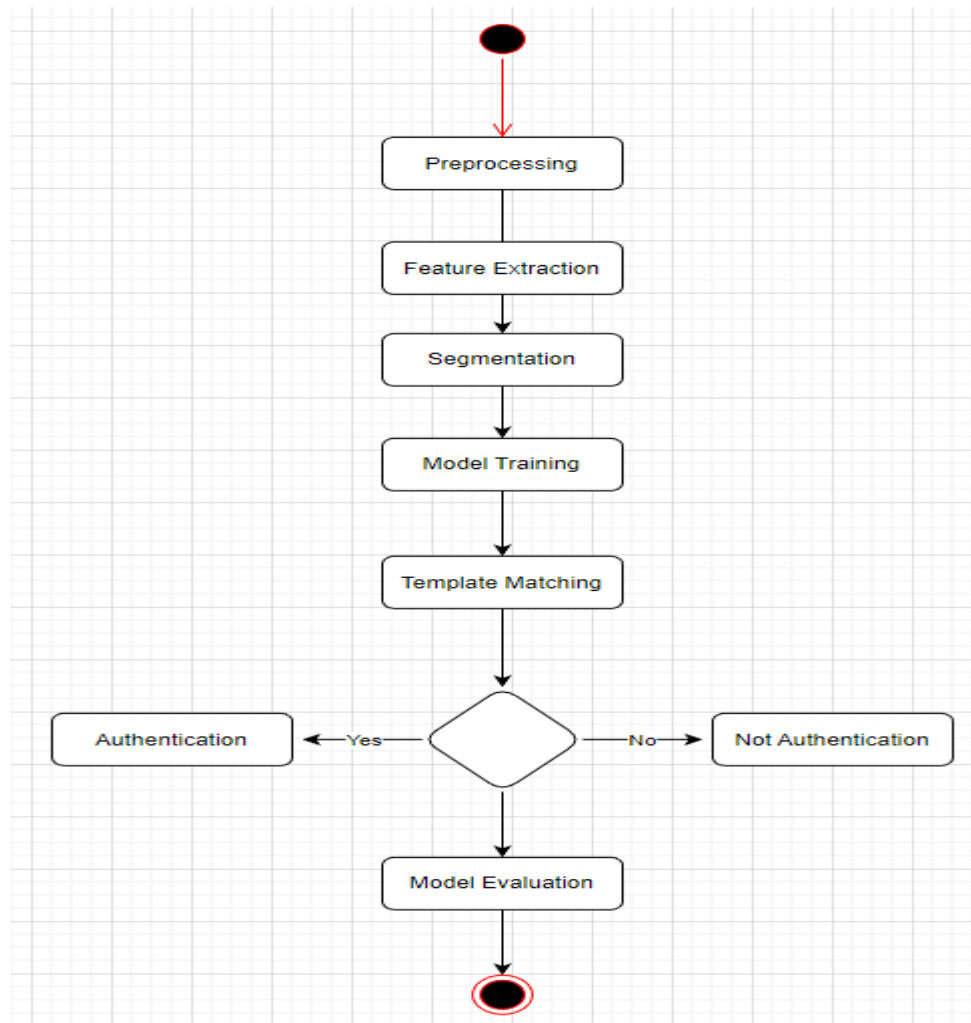 Preprocessing
Feature Extraction
Segmentation
Model Training
Template Matching
Authentication
Yes
No
Not Authentication
Model Evaluation